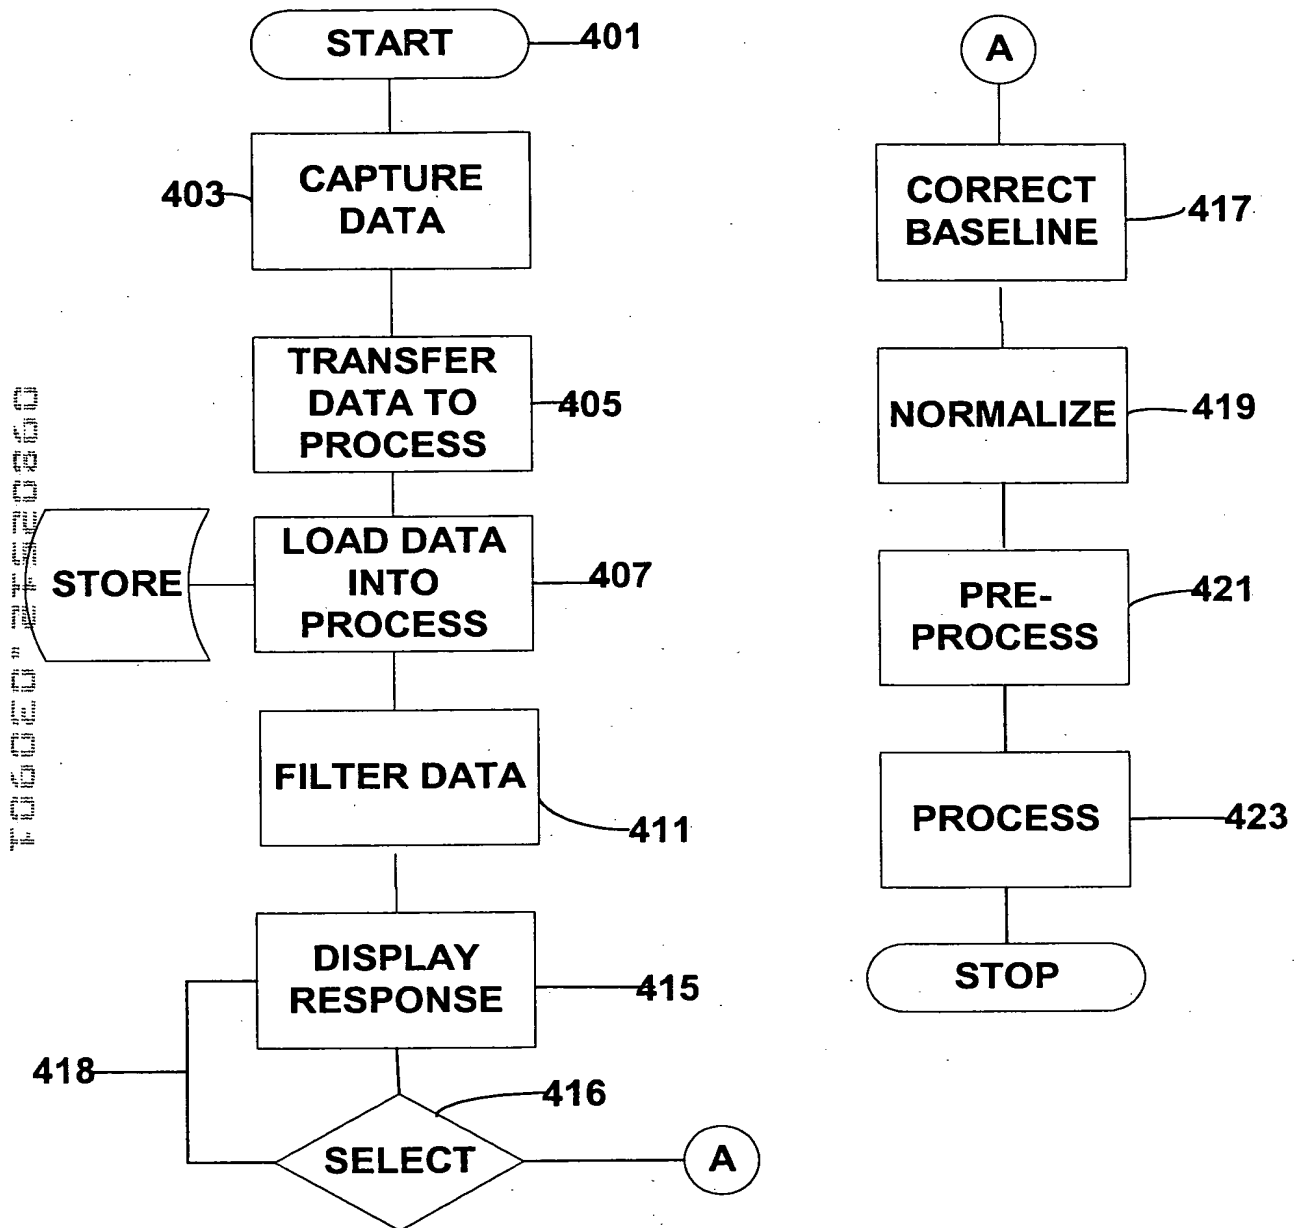 START
401
CAPTURE
DATA
403
TRANSFER
DATA TO
PROCESS
405
LOAD DATA
INTO
PROCESS
407
STORE
FILTER DATA
411
DISPLAY
RESPONSE
415
418
416
SELECT
A
A
CORRECT
BASELINE
417
NORMALIZE
419
PRE-
PROCESS
421
PROCESS
423
STOP